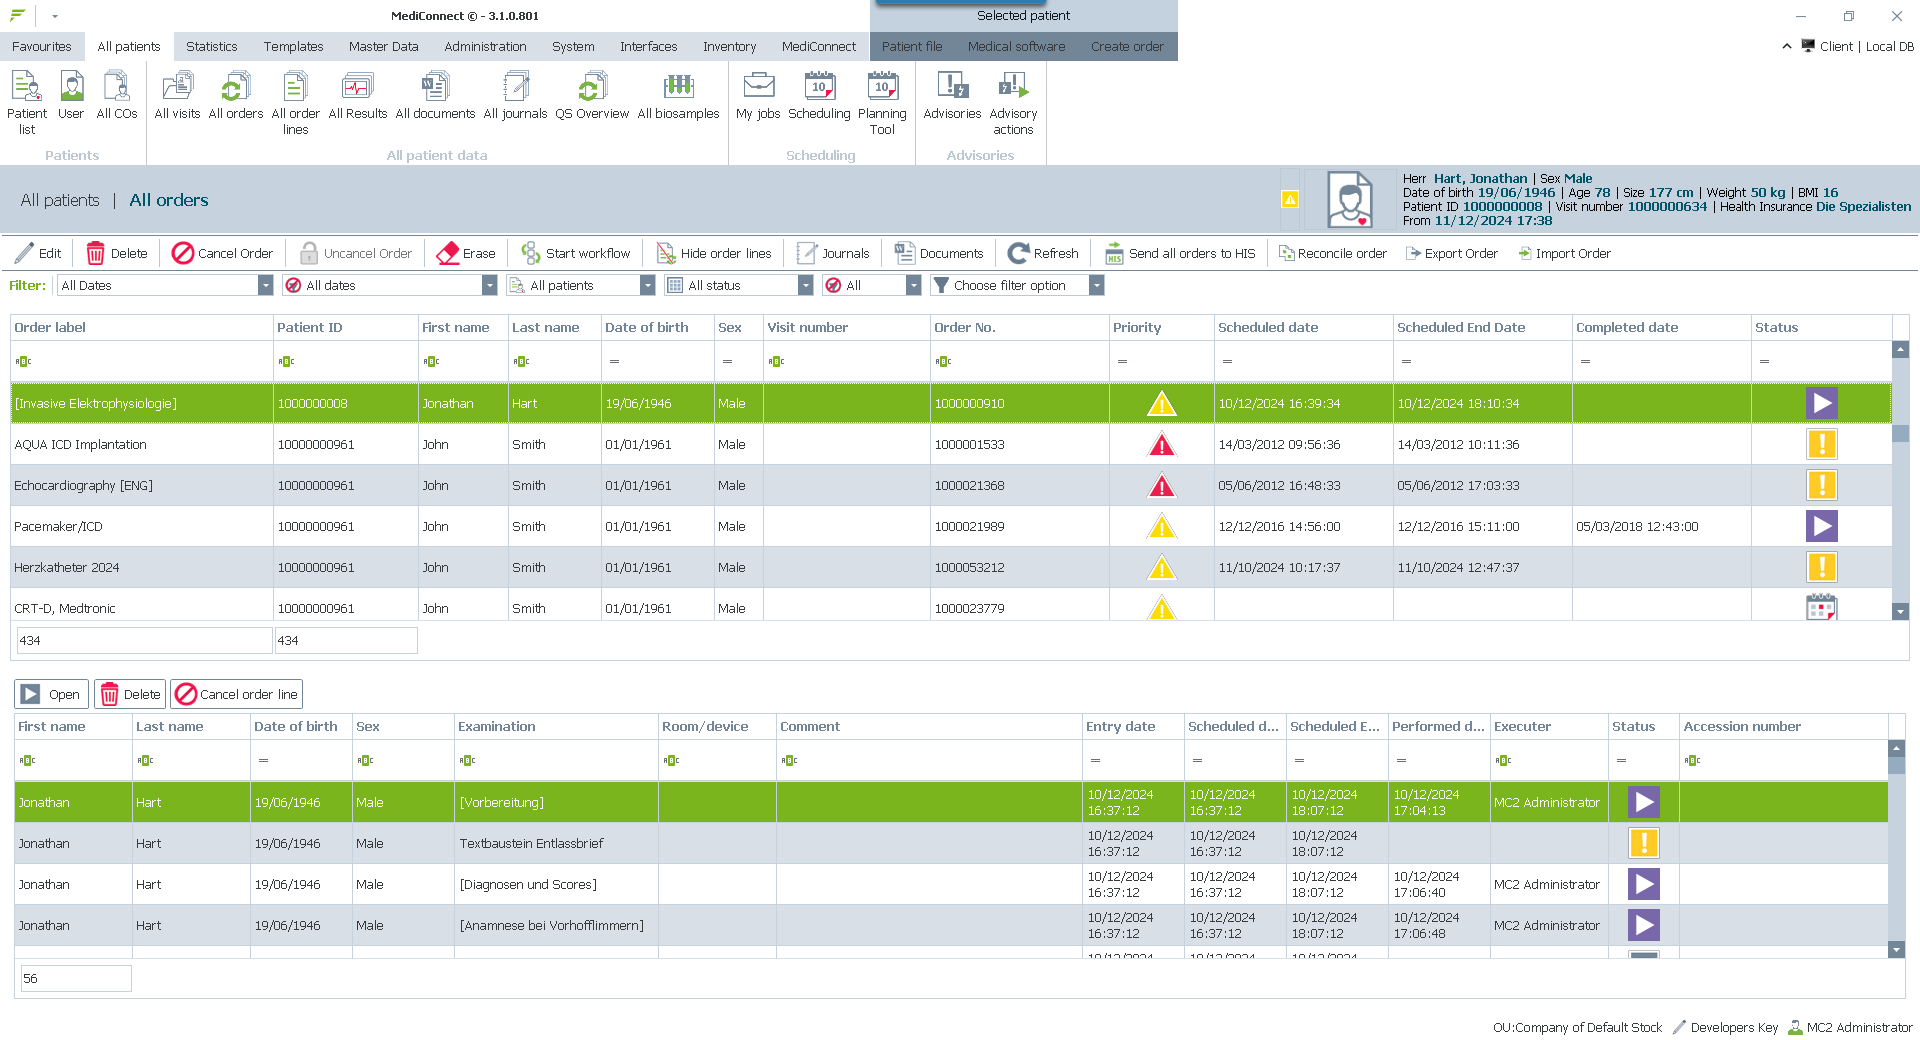 MediConnect © - 3.1.0.801
Selected patient
Favourites All patients Statistics Templates Master Data Administration System Interfaces Inventory MediConnect Patient file Medical software Create order Client | Local DB
Patient list User All COs All visits All orders All order lines All Results All documents All journals QS Overview All biosamples My jobs Scheduling Planning Tool Advisories Advisory actions
Patients All patient data Scheduling Advisories
All patients | All orders
Herr Hart, Jonathan | Sex Male
Date of birth 19/06/1946 | Age 78 | Size 177 cm | Weight 50 kg | BMI 16
Patient ID 1000000008 | Visit number 1000000634 | Health Insurance Die Spezialisten
From 11/12/2024 17:38
Edit Delete Cancel Order Uncancel Order Erase Start workflow Hide order lines Journals Documents Refresh Send all orders to HIS Reconcile order Export Order Import Order
Filter: All Dates All dates All patients All status All Choose filter option
Order label Patient ID First name Last name Date of birth Sex Visit number Order No. Priority Scheduled date Scheduled End Date Completed date Status
ABC ABC ABC ABC = = ABC ABC = = = = =
[Invasive Elektrophysiologie] 1000000008 Jonathan Hart 19/06/1946 Male 1000000910 10/12/2024 16:39:34 10/12/2024 18:10:34
AQUA ICD Implantation 10000000961 John Smith 01/01/1961 Male 1000001533 14/03/2012 09:56:36 14/03/2012 10:11:36
Echocardiography [ENG] 10000000961 John Smith 01/01/1961 Male 1000021368 05/06/2012 16:48:33 05/06/2012 17:03:33
Pacemaker/ICD 10000000961 John Smith 01/01/1961 Male 1000021989 12/12/2016 14:56:00 12/12/2016 15:11:00 05/03/2018 12:43:00
Herzkatheter 2024 10000000961 John Smith 01/01/1961 Male 1000053212 11/10/2024 10:17:37 11/10/2024 12:47:37
CRT-D, Medtronic 10000000961 John Smith 01/01/1961 Male 1000023779
434 434
Open Delete Cancel order line
First name Last name Date of birth Sex Examination Room/device Comment Entry date Scheduled d... Scheduled E... Performed d... Executer Status Accession number
ABC ABC = ABC ABC ABC ABC = = = = ABC = ABC
Jonathan Hart 19/06/1946 Male [Vorbereitung] 10/12/2024 16:37:12 10/12/2024 16:37:12 10/12/2024 18:07:12 10/12/2024 17:04:13 MC2 Administrator
Jonathan Hart 19/06/1946 Male Textbaustein Entlassbrief 10/12/2024 16:37:12 10/12/2024 16:37:12 10/12/2024 18:07:12
Jonathan Hart 19/06/1946 Male [Diagnosen und Scores] 10/12/2024 16:37:12 10/12/2024 16:37:12 10/12/2024 18:07:12 10/12/2024 17:06:40 MC2 Administrator
Jonathan Hart 19/06/1946 Male [Anamnese bei Vorhofflimmern] 10/12/2024 16:37:12 10/12/2024 16:37:12 10/12/2024 18:07:12 10/12/2024 17:06:48 MC2 Administrator
56
OU:Company of Default Stock Developers Key MC2 Administrator